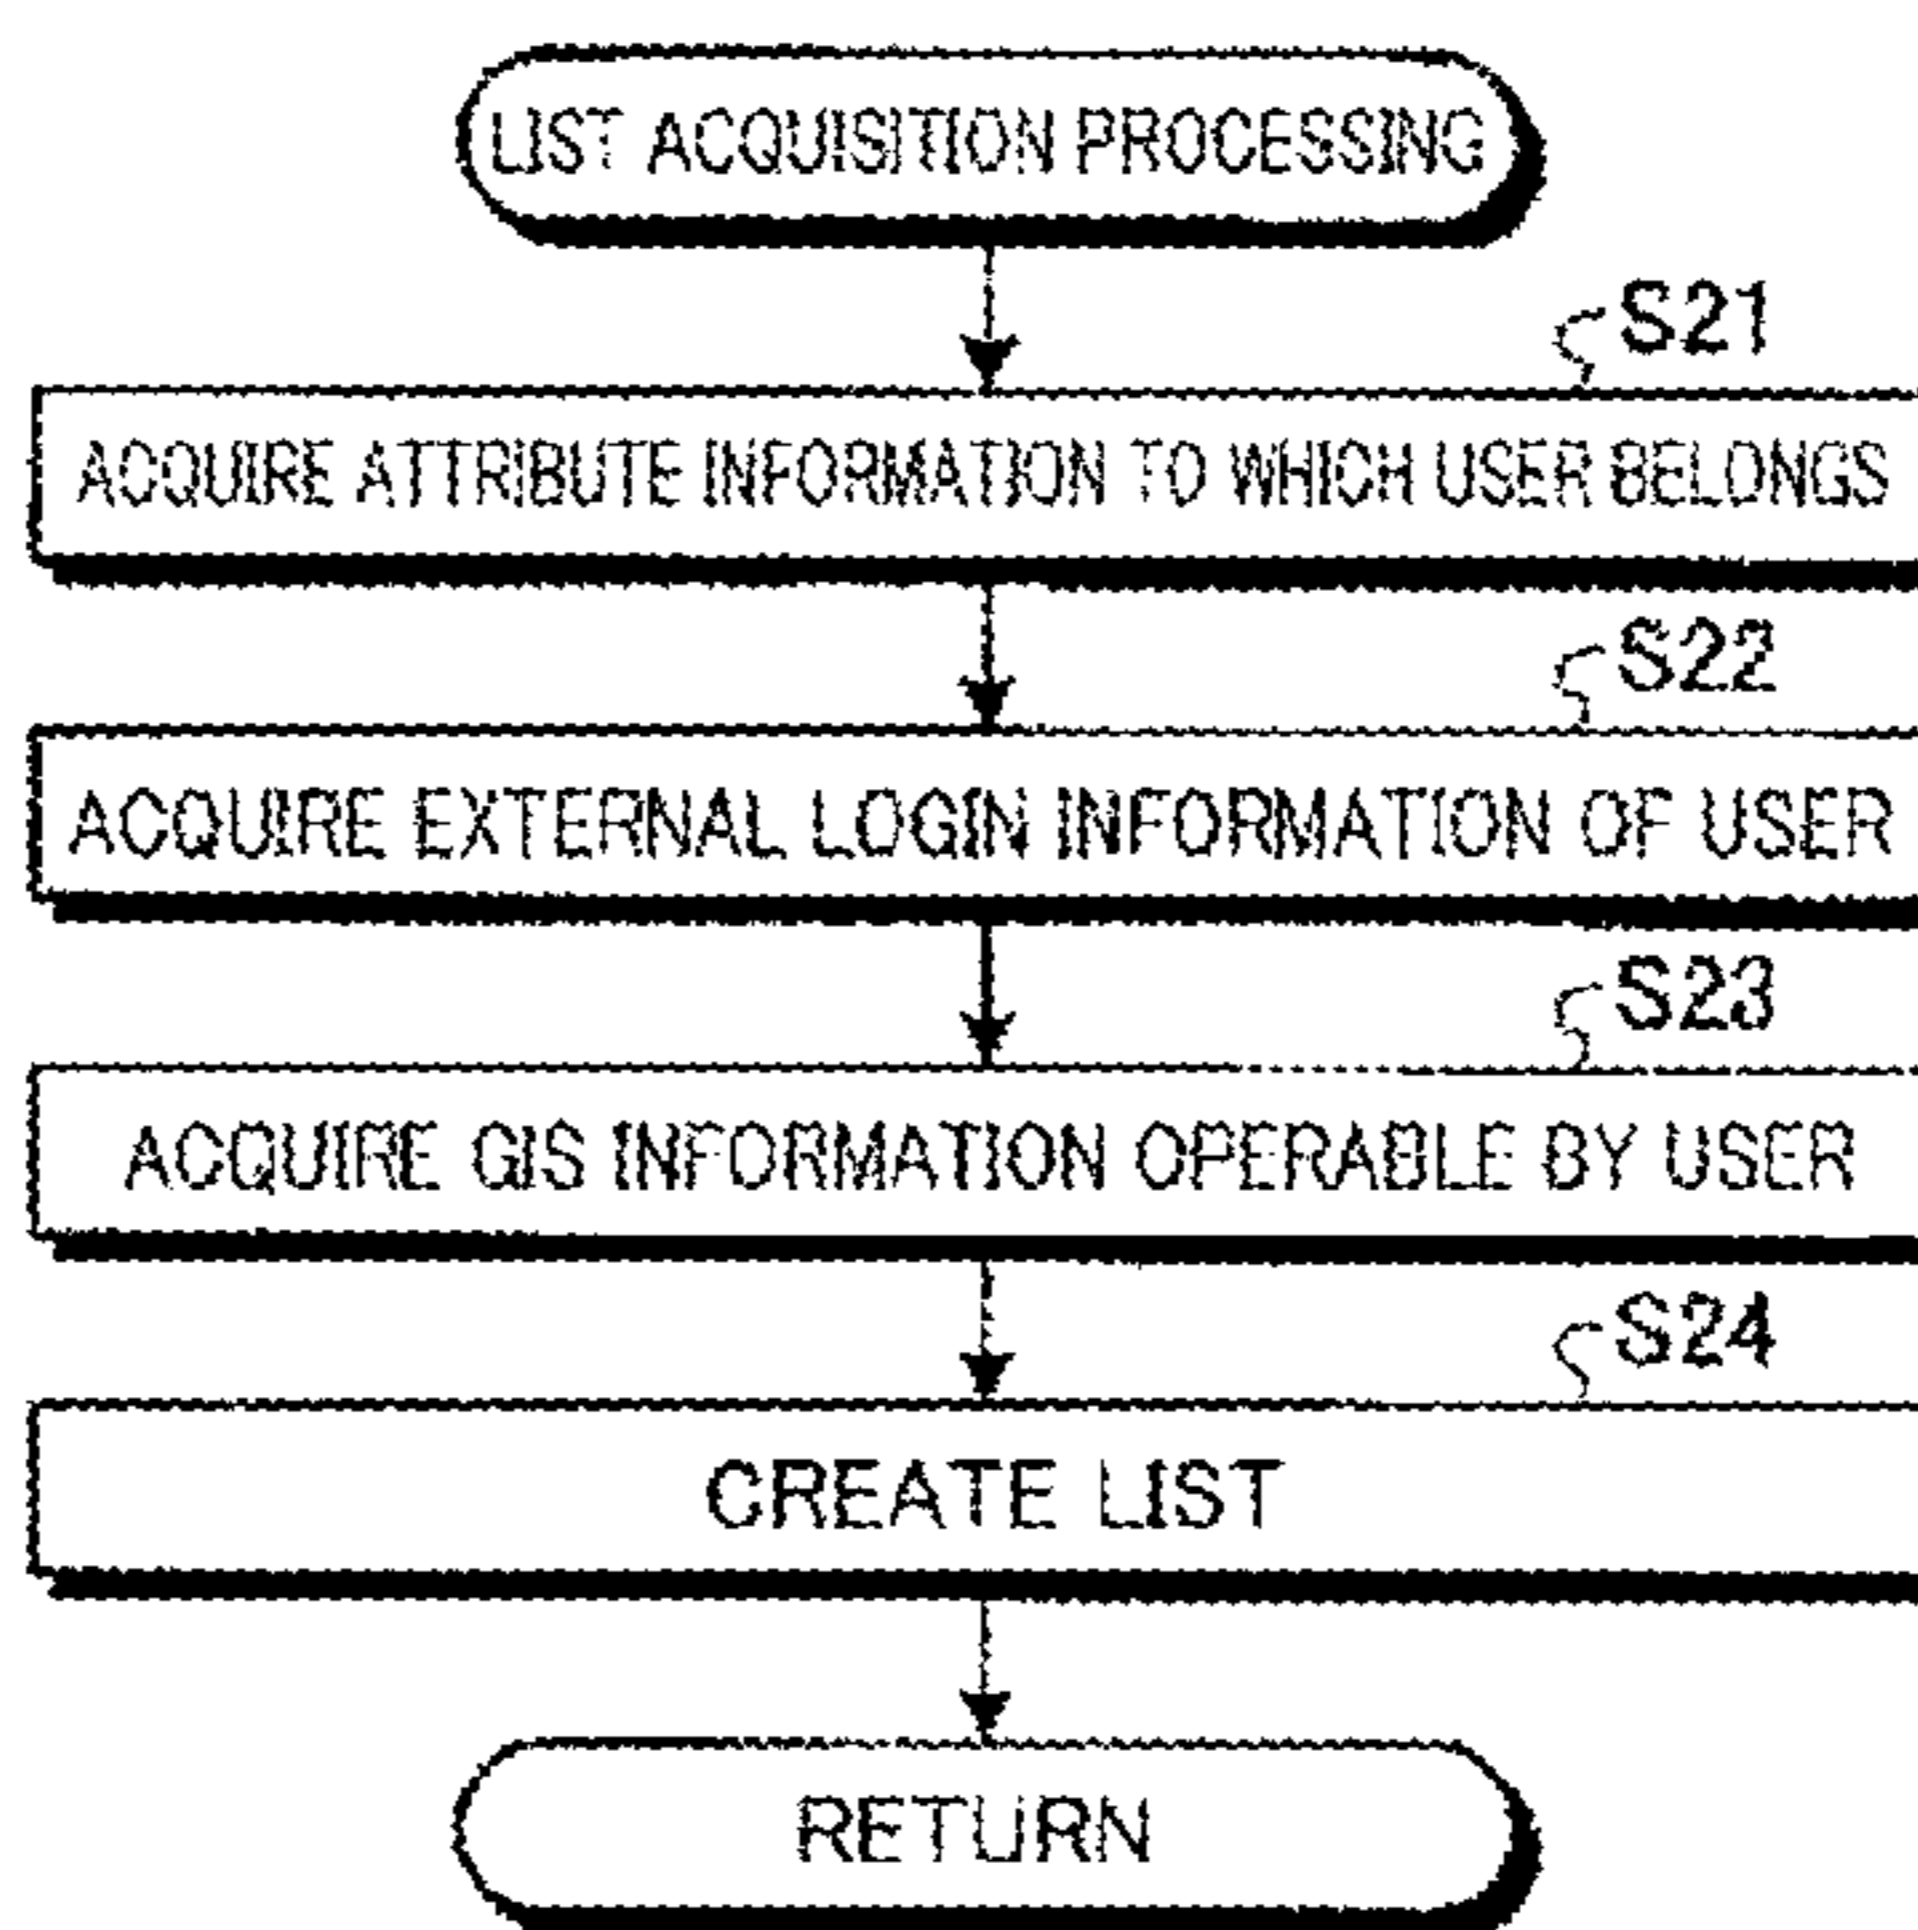 LIST ACQUISITION PROCESSING
S21
ACQUIRE ATTRIBUTE INFORMATION TO WHICH USER BELONGS
S22
ACQUIRE EXTERNAL LOGIN INFORMATION OF USER
S23
ACQUIRE GIS INFORMATION OPERABLE BY USER
S24
CREATE LIST
RETURN